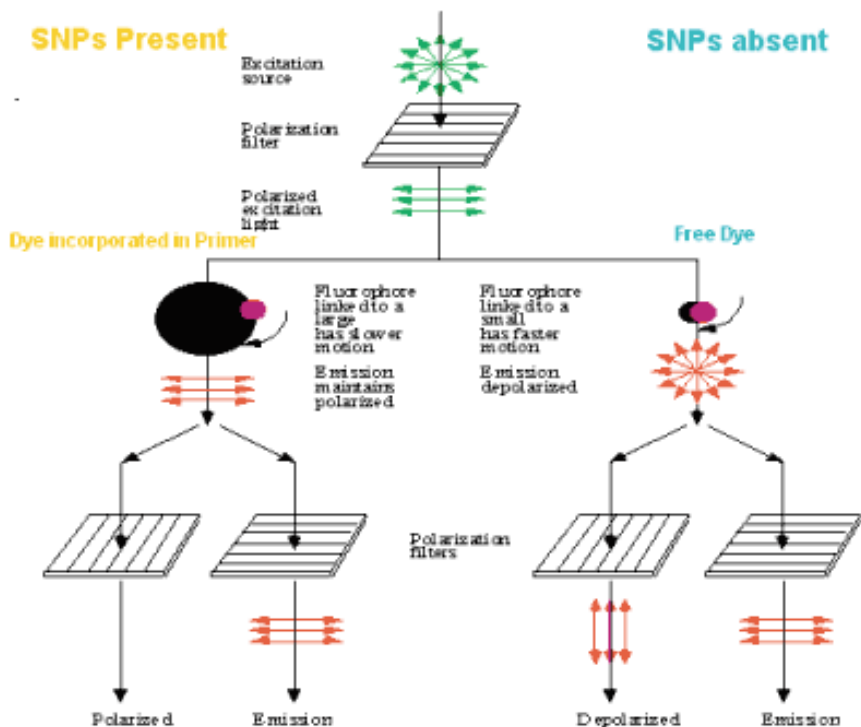 SNPs Present
SNPs absent
Excitation
source
Polarization
filter
Polarized
excitation
light
Dye incorporated in Primer
Free Dye
Fluorophore
linked to a
large
has slower
motion
Emission
maintains
polarized
Fluorophore
linked to a
small
has faster
motion
Emission
depolarized
Polarization
filters
Polarized
Emission
Depolarized
Emission